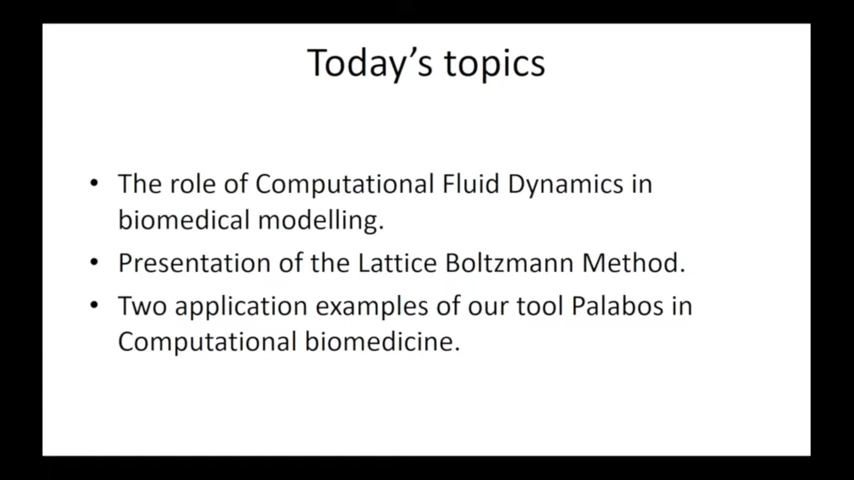 Today's topics
• The role of Computational Fluid Dynamics in
biomedical modelling.
• Presentation of the Lattice Boltzmann Method.
• Two application examples of our tool Palabos in
Computational biomedicine.